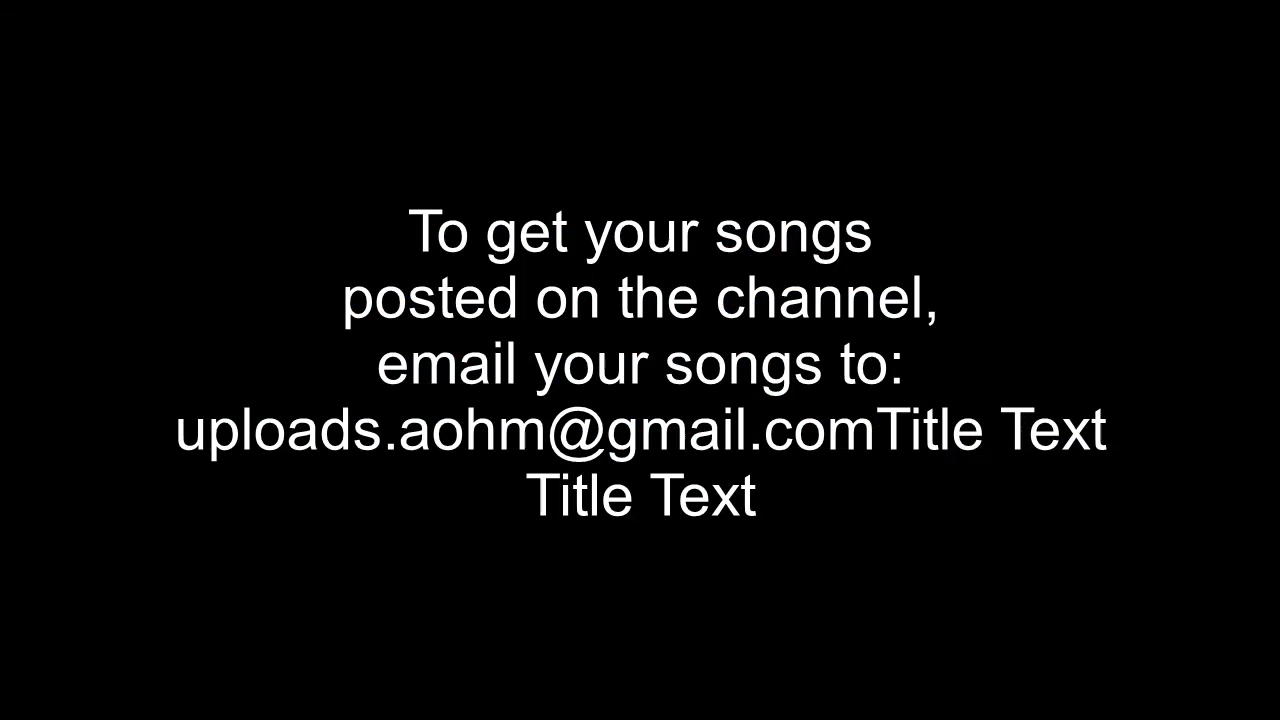 To get your songs
posted on the channel,
email your songs to:
uploads.aohm@gmail.comTitle Text
Title Text